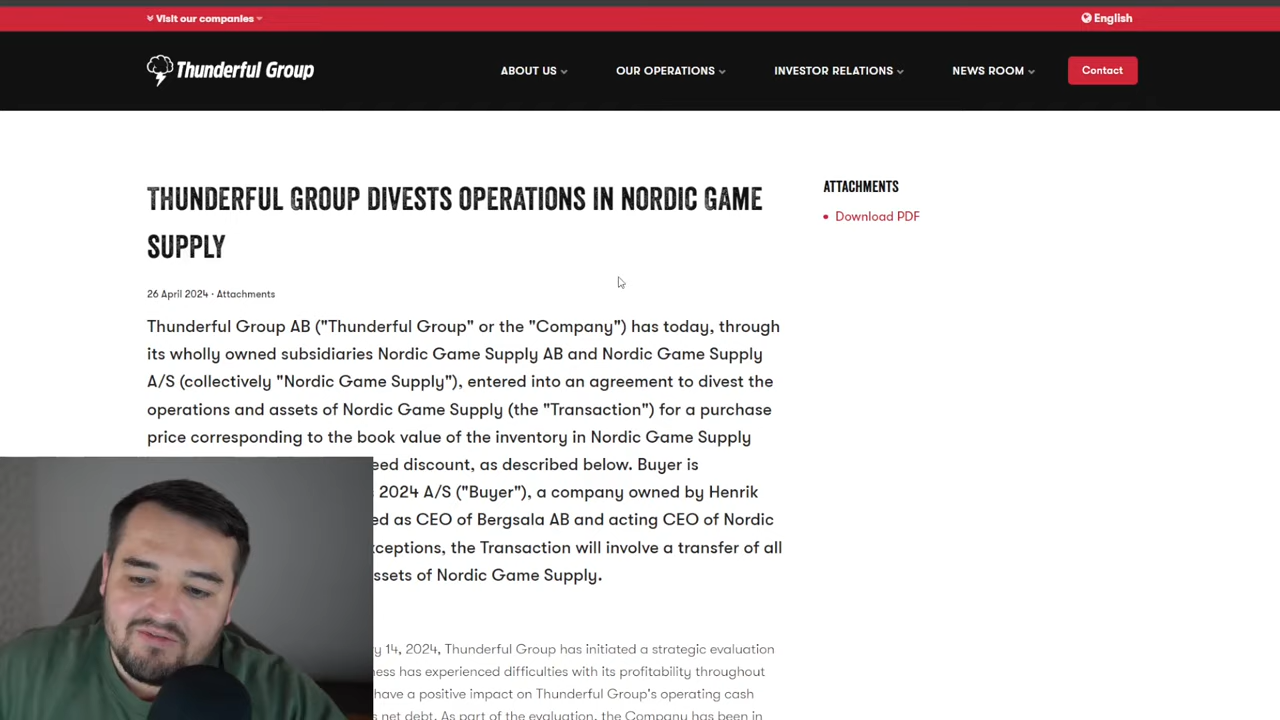 Visit our companies
English
Thunderful Group
ABOUT US
OUR OPERATIONS
INVESTOR RELATIONS
NEWS ROOM
Contact
THUNDERFUL GROUP DIVESTS OPERATIONS IN NORDIC GAME
SUPPLY
ATTACHMENTS
Download PDF
26 April 2024 · Attachments
Thunderful Group AB ("Thunderful Group" or the "Company") has today, through
its wholly owned subsidiaries Nordic Game Supply AB and Nordic Game Supply
A/S (collectively "Nordic Game Supply"), entered into an agreement to divest the
operations and assets of Nordic Game Supply (the "Transaction") for a purchase
price corresponding to the book value of the inventory in Nordic Game Supply
discount, as described below. Buyer is
2024 A/S ("Buyer"), a company owned by Henrik
as CEO of Bergsala AB and acting CEO of Nordic
the Transaction will involve a transfer of all
of Nordic Game Supply.
14, 2024, Thunderful Group has initiated a strategic evaluation
has experienced difficulties with its profitability throughout
have a positive impact on Thunderful Group's operating cash
net debt. As part of the evaluation, the Company has been in